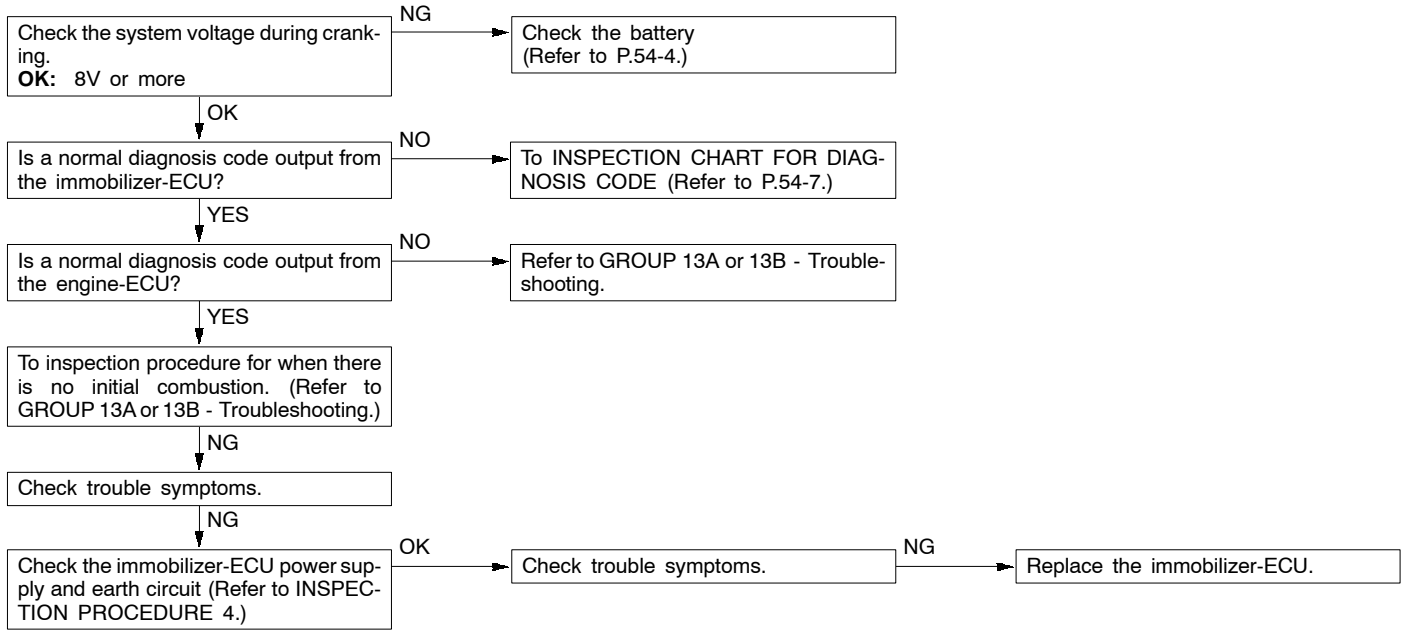 Check the system voltage during crank-
ing.
OK: 8V or more
NG
Check the battery
(Refer to P.54-4.)
OK
Is a normal diagnosis code output from
the immobilizer-ECU?
NO
To INSPECTION CHART FOR DIAG-
NOSIS CODE (Refer to P.54-7.)
YES
Is a normal diagnosis code output from
the engine-ECU?
NO
Refer to GROUP 13A or 13B - Trouble-
shooting.
YES
To inspection procedure for when there
is no initial combustion. (Refer to
GROUP 13A or 13B - Troubleshooting.)
NG
Check trouble symptoms.
NG
Check the immobilizer-ECU power sup-
ply and earth circuit (Refer to INSPEC-
TION PROCEDURE 4.)
OK
Check trouble symptoms.
NG
Replace the immobilizer-ECU.